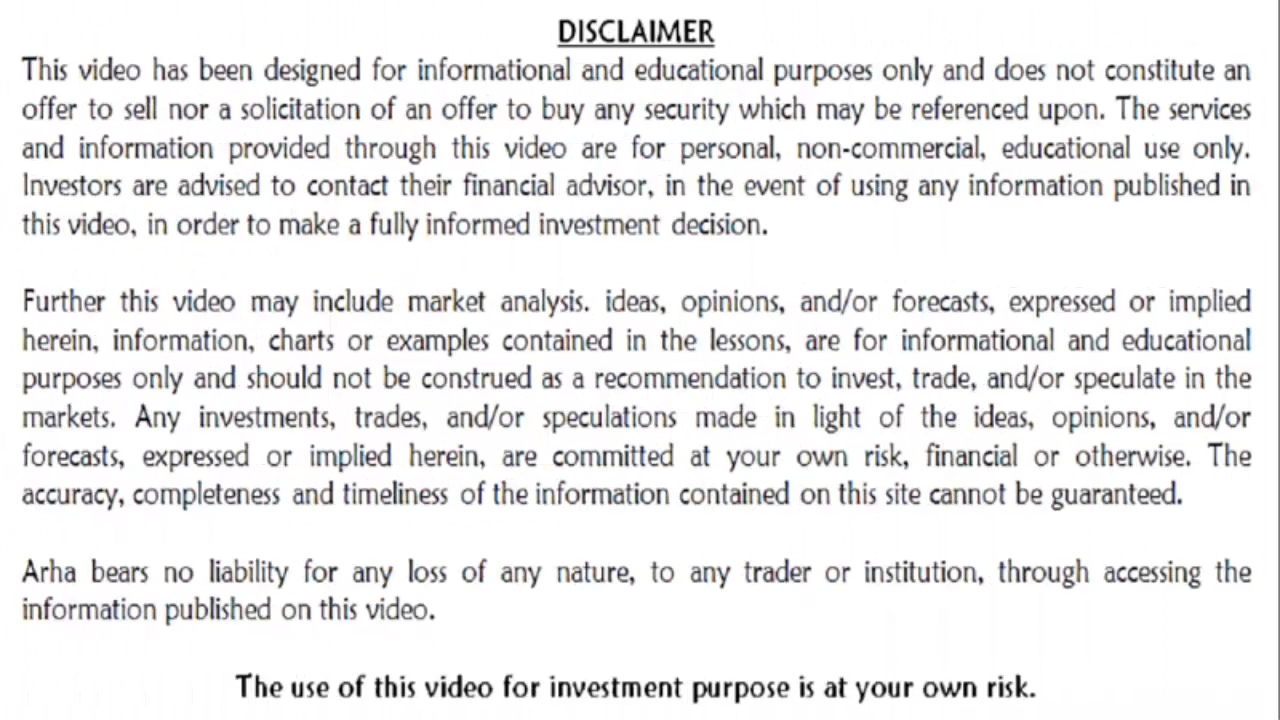 DISCLAIMER
This video has been designed for informational and educational purposes only and does not constitute an
offer to sell nor a solicitation of an offer to buy any security which may be referenced upon. The services
and information provided through this video are for personal, non-commercial, educational use only.
Investors are advised to contact their financial advisor, in the event of using any information published in
this video, in order to make a fully informed investment decision.
Further this video may include market analysis. ideas, opinions, and/or forecasts, expressed or implied
herein, information, charts or examples contained in the lessons, are for informational and educational
purposes only and should not be construed as a recommendation to invest, trade, and/or speculate in the
markets. Any investments, trades, and/or speculations made in light of the ideas, opinions, and/or
forecasts, expressed or implied herein, are committed at your own risk, financial or otherwise. The
accuracy, completeness and timeliness of the information contained on this site cannot be guaranteed.
Arha bears no liability for any loss of any nature, to any trader or institution, through accessing the
information published on this video.
The use of this video for investment purpose is at your own risk.